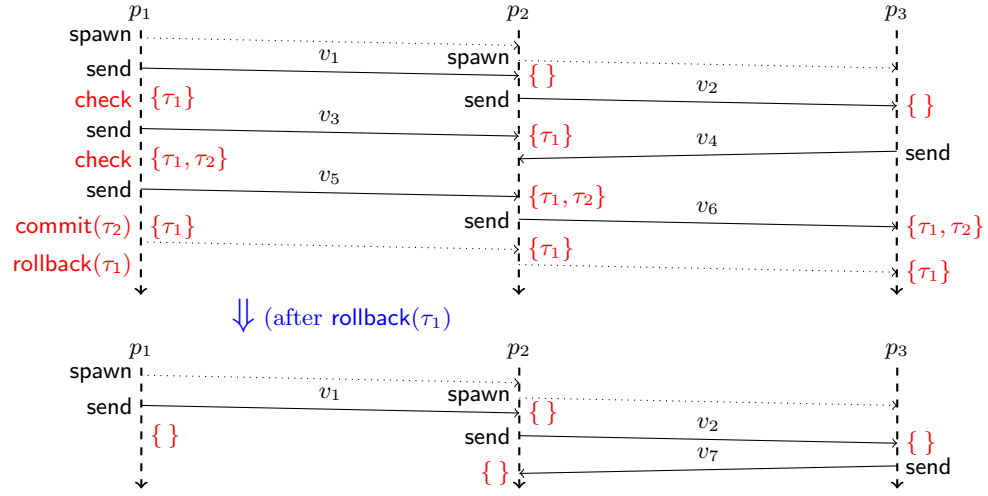 p₁ p₂ p₃
spawn
v₁ spawn
send { }
v₂
check {τ₁} send { }
v₃
send {τ₁} v₄
check {τ₁, τ₂} send
v₅
send {τ₁, τ₂} v₆
commit(τ₂) {τ₁} send {τ₁, τ₂}
{τ₁}
rollback(τ₁) {τ₁}
⇓ (after rollback(τ₁)
p₁ p₂ p₃
spawn
v₁ spawn
send { }
v₂
{ } send { }
v₇
{ } send